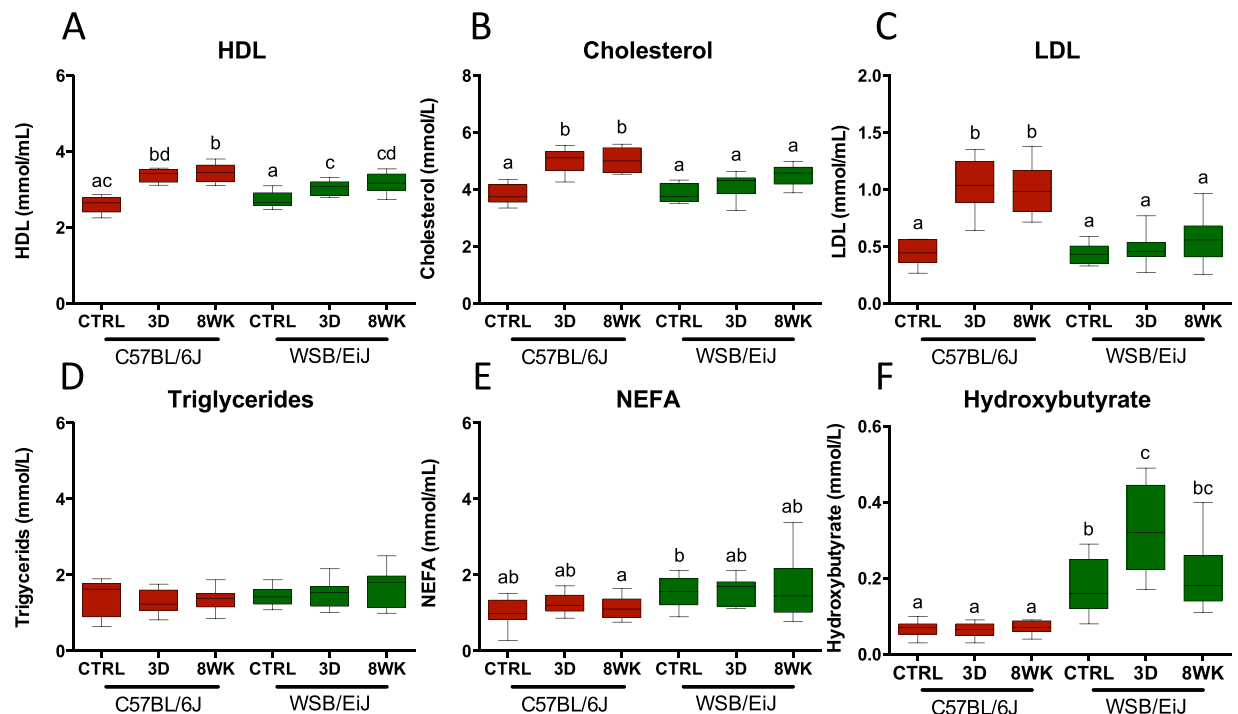 A
HDL
HDL (mmol/mL)
6
4
2
0
ac
bd
b
a
c
cd
CTRL 3D 8WK CTRL 3D 8WK
C57BL/6J WSB/EiJ
B
Cholesterol
Cholesterol (mmol/L)
8
6
4
2
0
a
b
b
a
a
a
CTRL 3D 8WK CTRL 3D 8WK
C57BL/6J WSB/EiJ
C
LDL
LDL (mmol/mL)
2.0
1.5
1.0
0.5
0.0
a
b
b
a
a
a
CTRL 3D 8WK CTRL 3D 8WK
C57BL/6J WSB/EiJ
D
Triglycerides
Trigycerids (mmol/L)
6
4
2
0
CTRL 3D 8WK CTRL 3D 8WK
C57BL/6J WSB/EiJ
E
NEFA
NEFA (mmol/mL)
6
4
2
0
ab
ab
a
b
ab
ab
CTRL 3D 8WK CTRL 3D 8WK
C57BL/6J WSB/EiJ
F
Hydroxybutyrate
Hydroxybutyrate (mmol/L)
0.6
0.4
0.2
0.0
a
a
a
b
c
bc
CTRL 3D 8WK CTRL 3D 8WK
C57BL/6J WSB/EiJ